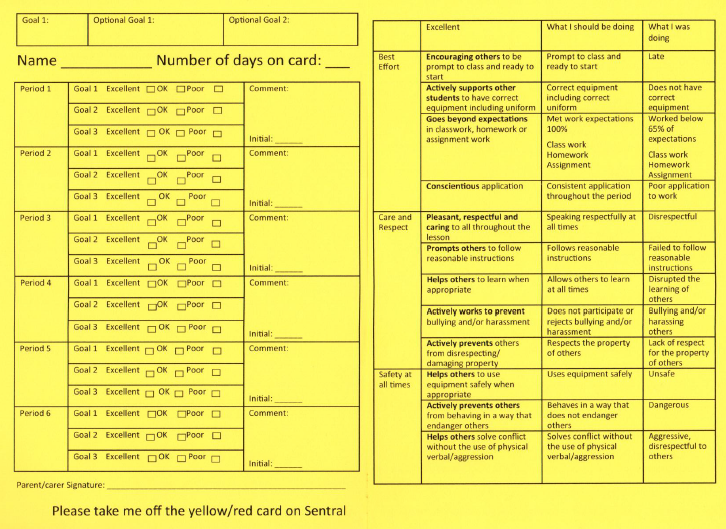 Goal 1:
Optional Goal 1:
Optional Goal 2:
Name ____________ Number of days on card: ___
Period 1
Goal 1 Excellent □ OK □ Poor □
Goal 2 Excellent □ OK □ Poor □
Goal 3 Excellent □ OK □ Poor □
Comment:
Initial: ______
Period 2
Goal 1 Excellent □ OK □ Poor □
Goal 2 Excellent □ OK □ Poor □
Goal 3 Excellent □ OK □ Poor □
Comment:
Initial: ______
Period 3
Goal 1 Excellent □ OK □ Poor □
Goal 2 Excellent □ OK □ Poor □
Goal 3 Excellent □ OK □ Poor □
Comment:
Initial: ______
Period 4
Goal 1 Excellent □ OK □ Poor □
Goal 2 Excellent □ OK □ Poor □
Goal 3 Excellent □ OK □ Poor □
Comment:
Initial: ______
Period 5
Goal 1 Excellent □ OK □ Poor □
Goal 2 Excellent □ OK □ Poor □
Goal 3 Excellent □ OK □ Poor □
Comment:
Initial: ______
Period 6
Goal 1 Excellent □ OK □ Poor □
Goal 2 Excellent □ OK □ Poor □
Goal 3 Excellent □ OK □ Poor □
Comment:
Initial: ______
Parent/carer Signature: ______________________
Please take me off the yellow/red card on Sentral
Excellent
What I should be doing
What I was
doing
Best
Effort
Encouraging others to be
prompt to class and ready to
start
Prompt to class and
ready to start
Late
Actively supports other
students to have correct
equipment including uniform
Correct equipment
including correct
uniform
Does not have
correct
equipment
Goes beyond expectations
in classwork, homework or
assignment work
Met work expectations
100%
Class work
Homework
Assignment
Worked below
65% of
expectations
Class work
Homework
Assignment
Conscientious application
Consistent application
throughout the period
Poor application
to work
Care and
Respect
Pleasant, respectful and
caring to all throughout the
lesson
Speaking respectfully at
all times
Disrespectful
Prompts others to follow
reasonable instructions
Follows reasonable
instructions
Failed to follow
reasonable
instructions
Helps others to learn when
appropriate
Allows others to learn
at all times
Disrupted the
learning of
others
Actively works to prevent
bullying and/or harassment
Does not participate or
rejects bullying and/or
harassment
Bullying and/or
harassing
others
Actively prevents others
from disrespecting/
damaging property
Respects the property
of others
Lack of respect
for the property
of others
Safety at
all times
Helps others to use
equipment safely when
appropriate
Uses equipment safely
Unsafe
Actively prevents others
from behaving in a way that
endanger others
Behaves in a way that
does not endanger
others
Dangerous
Helps others solve conflict
without the use of physical
verbal/aggression
Solves conflict without
the use of physical
verbal/aggression
Aggressive,
disrespectful to
others